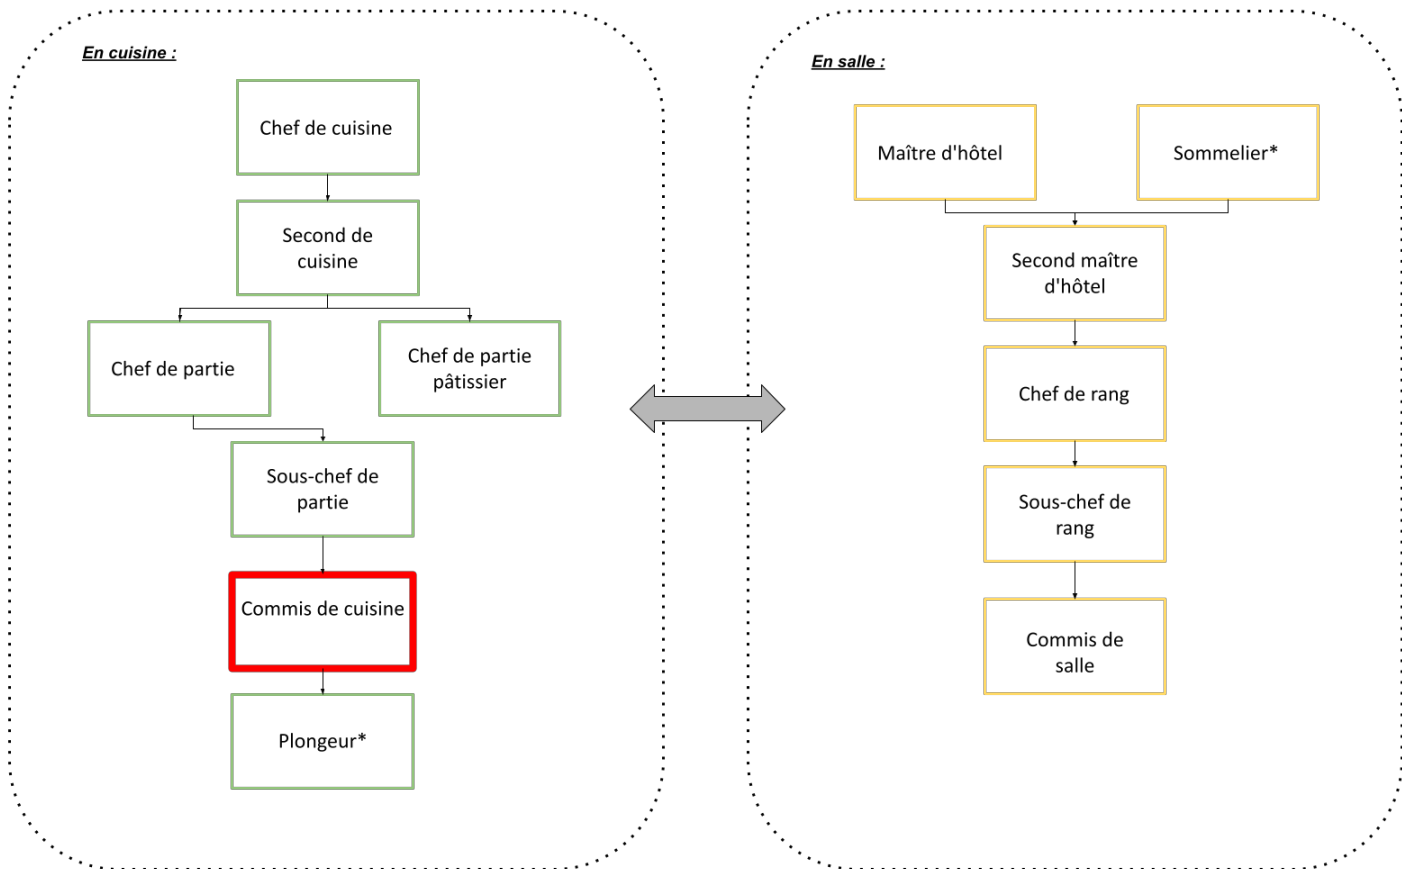 En cuisine :
Chef de cuisine
Second de
cuisine
Chef de partie
Chef de partie
pâtissier
Sous-chef de
partie
Commis de cuisine
Plongeur*
En salle :
Maître d'hôtel
Sommelier*
Second maître
d'hôtel
Chef de rang
Sous-chef de
rang
Commis de
salle